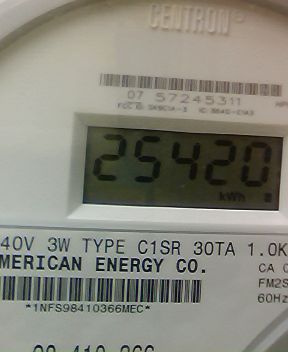 CENTRON®
07 57245311
25420
kWh
40V 3W TYPE C1SR 30TA 1.0K
MERICAN ENERGY CO.
CA
FM2S
60Hz
*1NFS98410366MEC*